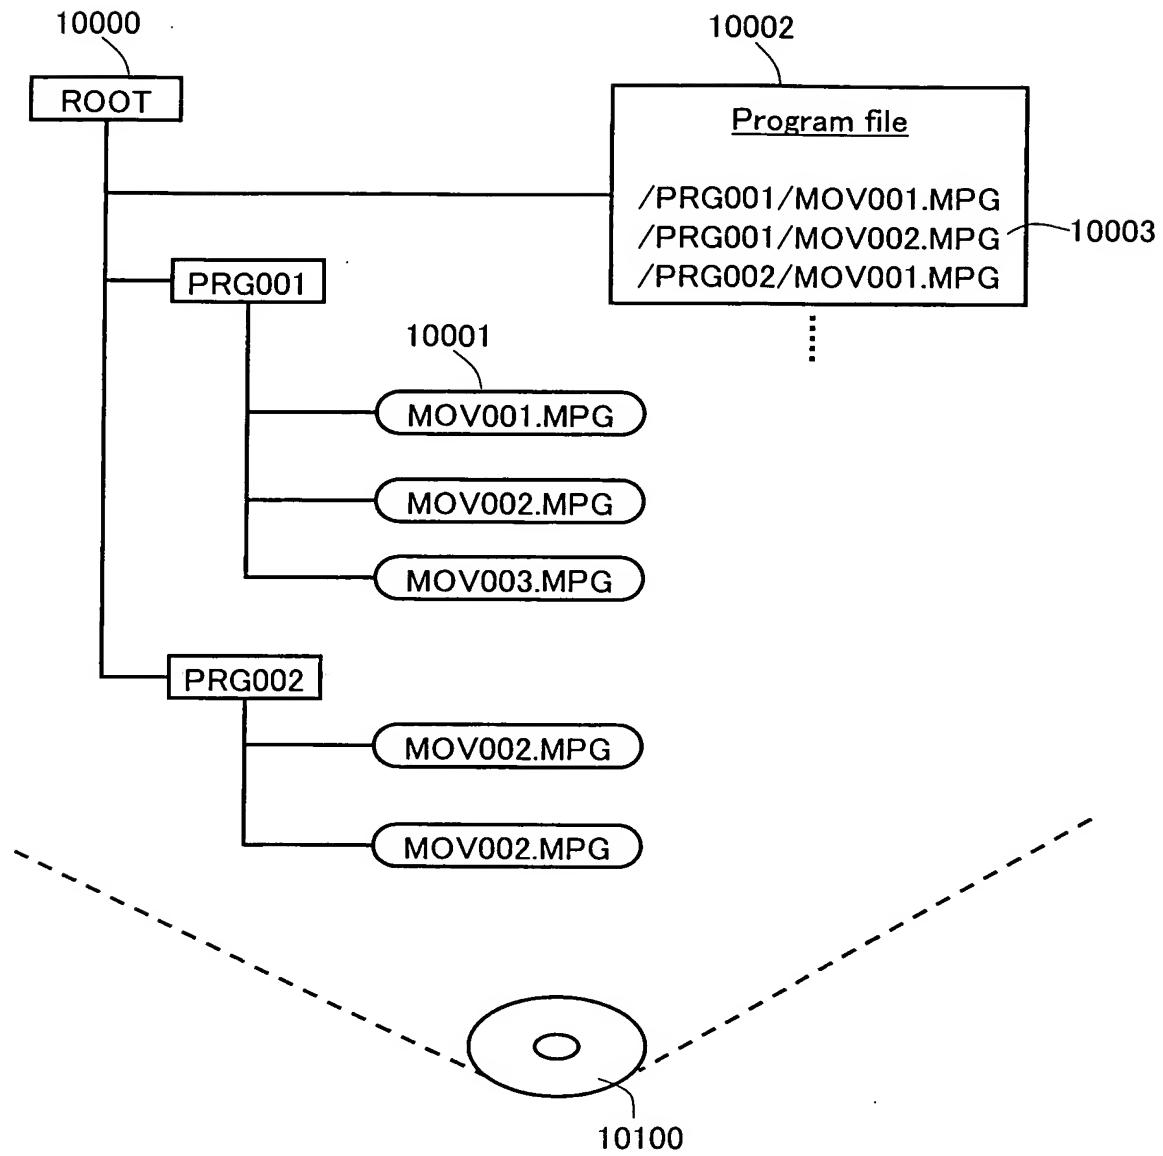 10000
10002
ROOT
Program file
/PRG001/MOV001.MPG
/PRG001/MOV002.MPG
10003
/PRG002/MOV001.MPG
PRG001
10001
MOV001.MPG
MOV002.MPG
MOV003.MPG
PRG002
MOV002.MPG
MOV002.MPG
10100